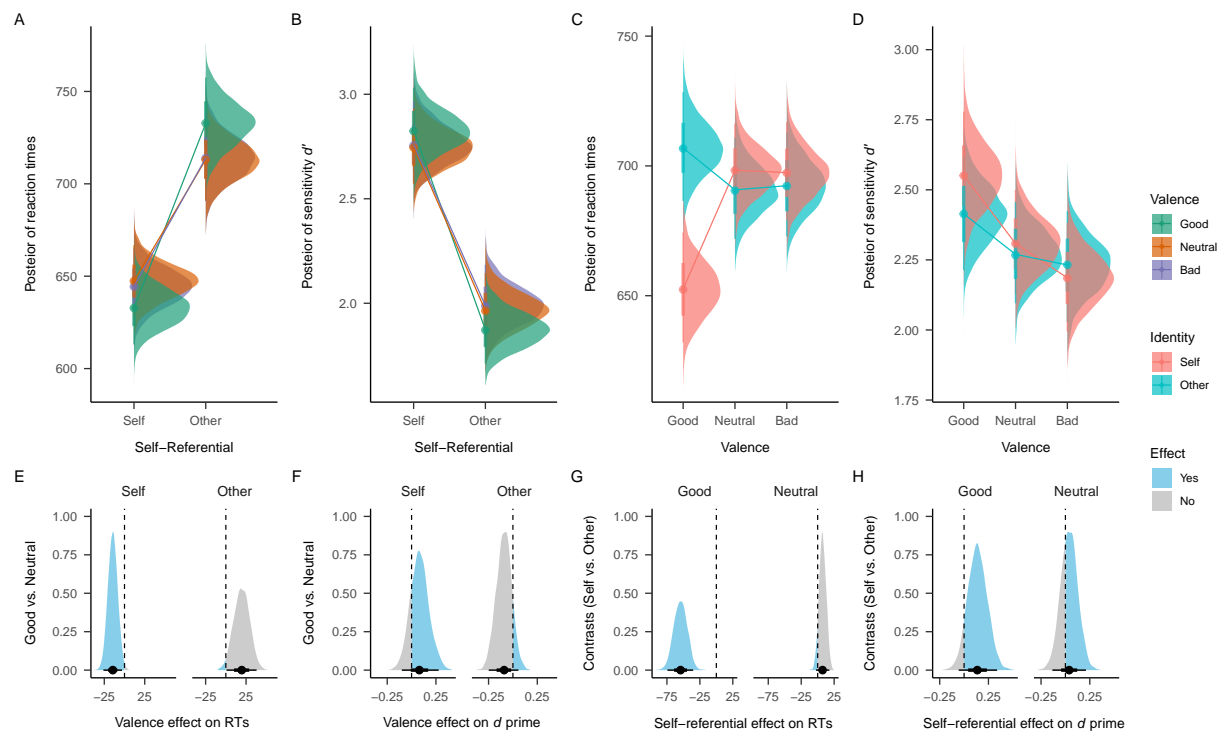 A
B
C
D
Posteior of reaction times
750
700
650
600
Self
Other
Self−Referential
Posterior of sensitivity d′
3.0
2.5
2.0
Self
Other
Self−Referential
Posteior of reaction times
750
700
650
Good
Neutral
Bad
Valence
Posterior of sensitivity d′
3.00
2.75
2.50
2.25
2.00
1.75
Good
Neutral
Bad
Valence
Valence
Good
Neutral
Bad
Identity
Self
Other
Effect
Yes
No
E
F
G
H
Self
Other
Good vs. Neutral
1.00
0.75
0.50
0.25
0.00
−25
25
−25
25
Valence effect on RTs
Self
Other
Good vs. Neutral
1.00
0.75
0.50
0.25
0.00
−0.25
0.25
−0.25
0.25
Valence effect on d prime
Good
Neutral
Contrasts (Self vs. Other)
1.00
0.75
0.50
0.25
0.00
−75
−25
25
−75
−25
25
Self−referential effect on RTs
Good
Neutral
Contrasts (Self vs. Other)
1.00
0.75
0.50
0.25
0.00
−0.25
0.25
−0.25
0.25
Self−referential effect on d prime